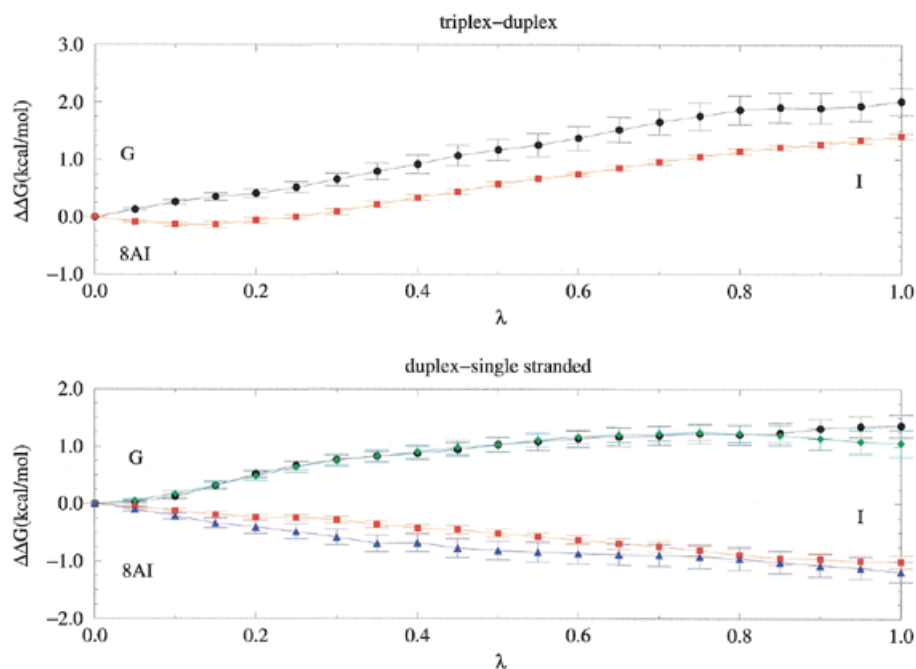 triplex–duplex
3.0
2.0
1.0
0.0
−1.0
ΔΔG(kcal/mol)
G
8AI
I
0.0 0.2 0.4 0.6 0.8 1.0
λ
duplex–single stranded
2.0
1.0
0.0
−1.0
−2.0
ΔΔG(kcal/mol)
G
8AI
I
0.0 0.2 0.4 0.6 0.8 1.0
λ